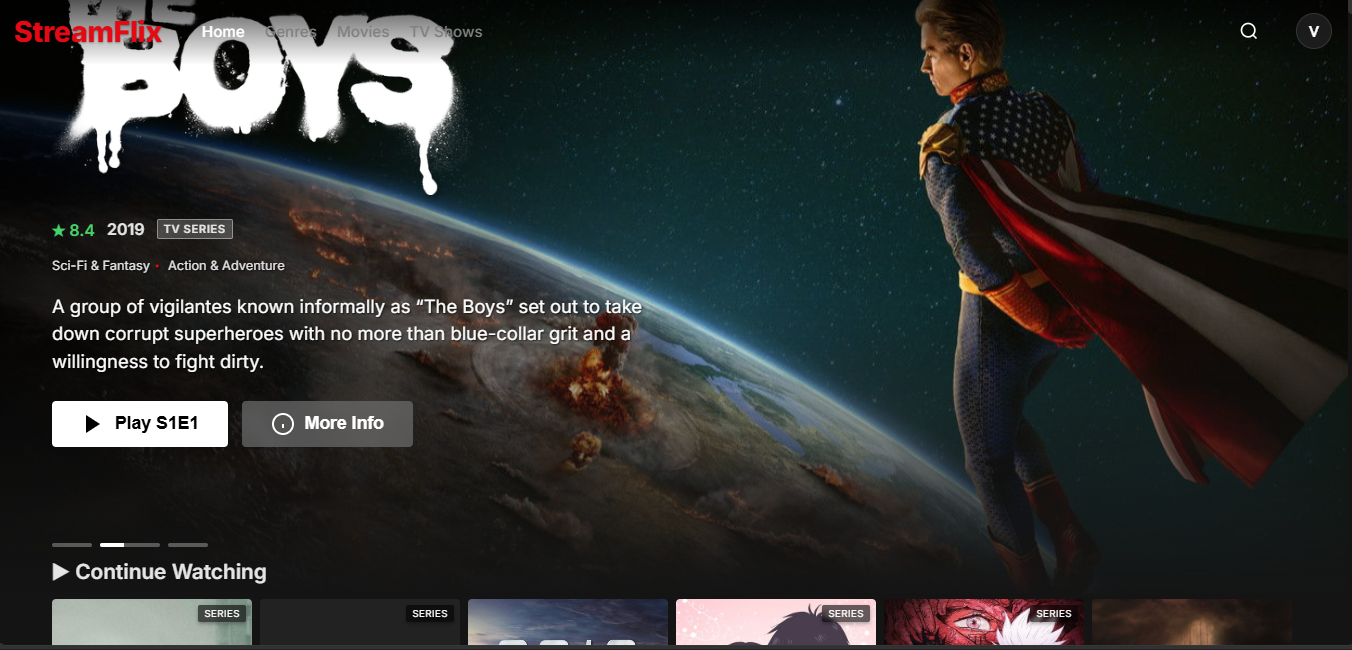 THE
BOYS
StreamFlix Home Genres Movies TV Shows
V
★ 8.4 2019 TV SERIES
Sci-Fi & Fantasy • Action & Adventure
A group of vigilantes known informally as “The Boys” set out to take
down corrupt superheroes with no more than blue-collar grit and a
willingness to fight dirty.
Play S1E1 More Info
Continue Watching
SERIES SERIES SERIES SERIES